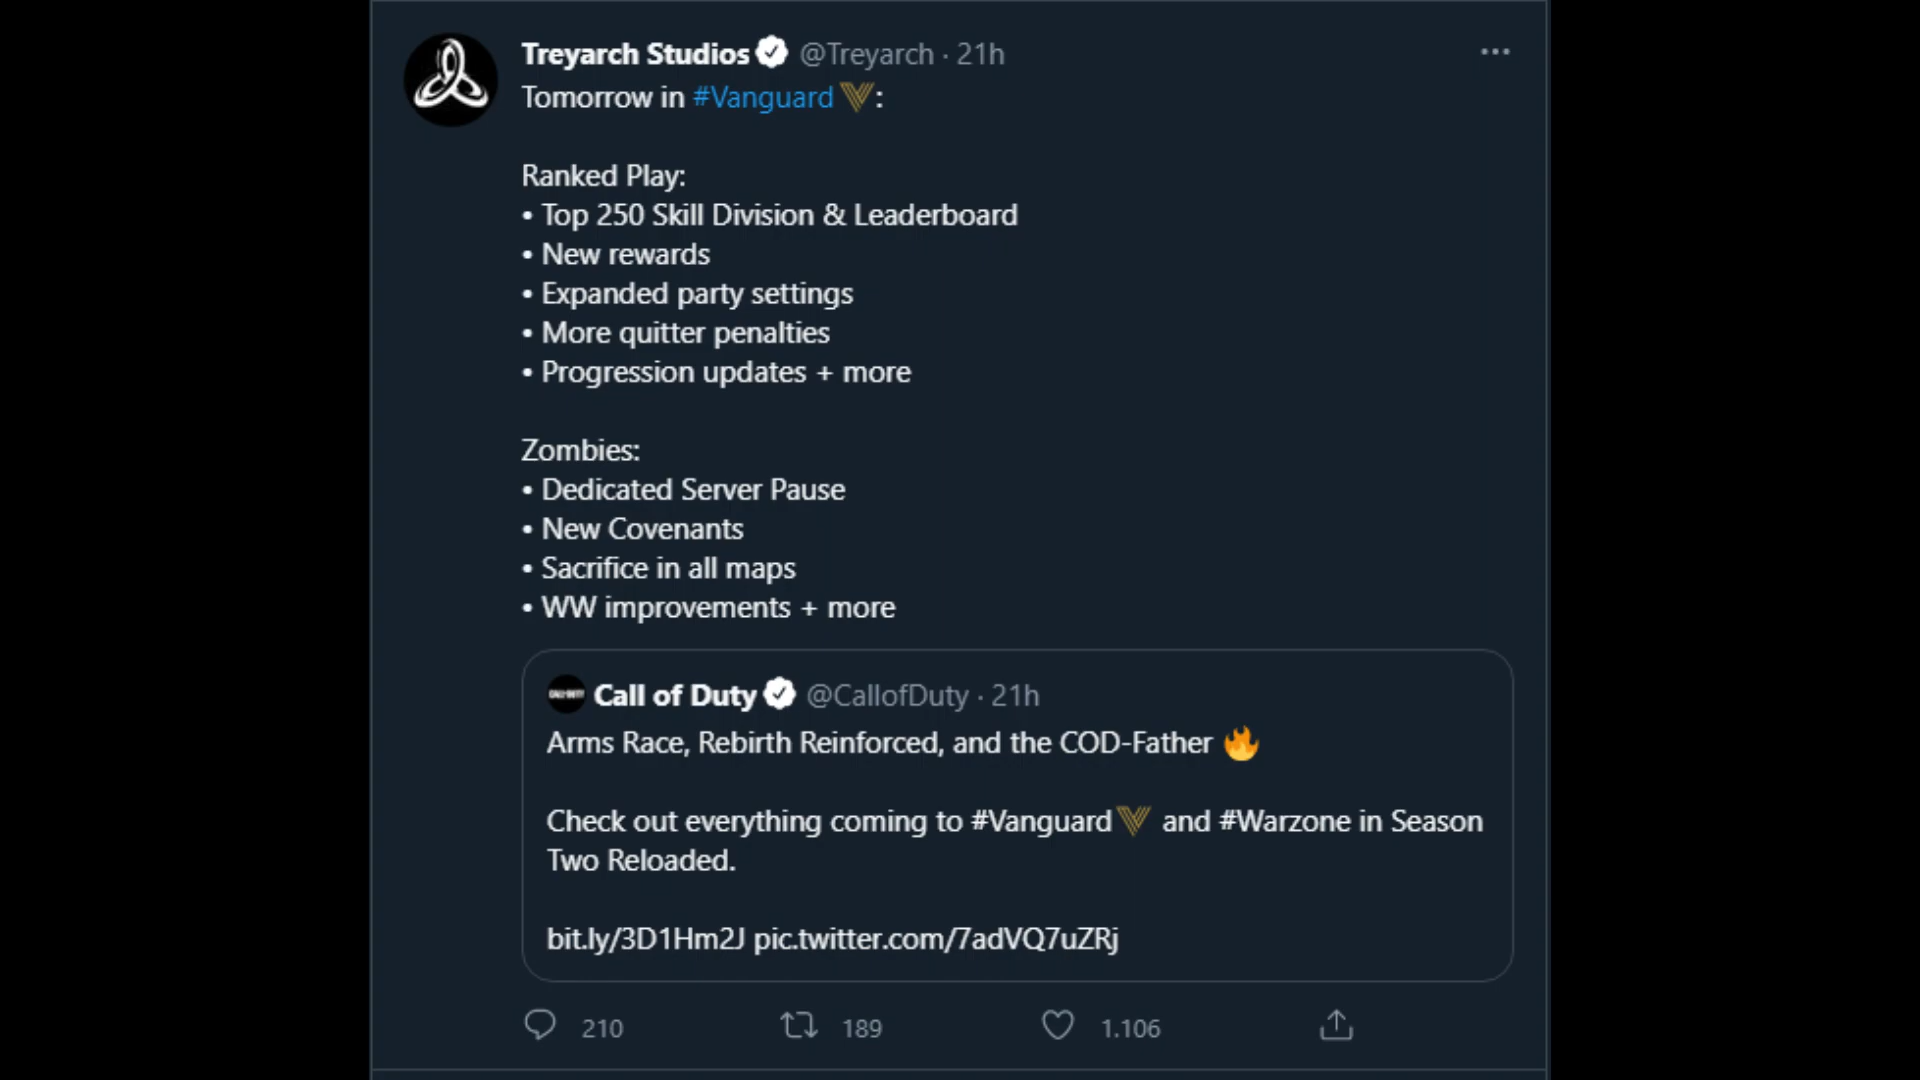 Treyarch Studios @Treyarch · 21h
Tomorrow in #Vanguard :
Ranked Play:
• Top 250 Skill Division & Leaderboard
• New rewards
• Expanded party settings
• More quitter penalties
• Progression updates + more
Zombies:
• Dedicated Server Pause
• New Covenants
• Sacrifice in all maps
• WW improvements + more
CALL OF DUTY
Call of Duty @CallofDuty · 21h
Arms Race, Rebirth Reinforced, and the COD-Father 🔥
Check out everything coming to #Vanguard and #Warzone in Season
Two Reloaded.
bit.ly/3D1Hm2J pic.twitter.com/7adVQ7uZRj
210 189 1.106